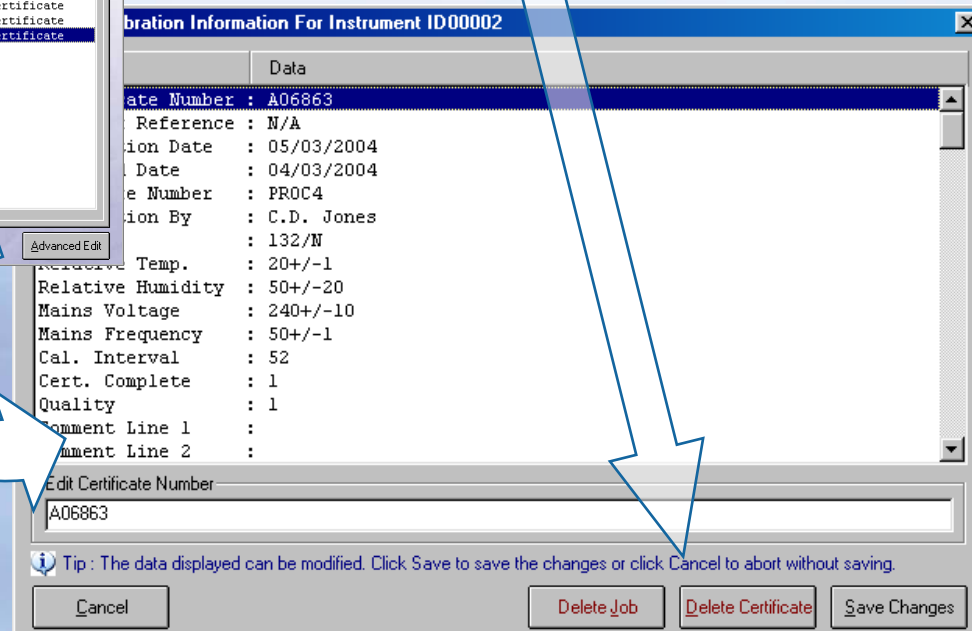 ertificate
ertificate
ertificate
Advanced Edit
bration Information For Instrument ID00002
Data
ate Number : A06863
Reference : N/A
ion Date : 05/03/2004
Date : 04/03/2004
e Number : PROC4
ion By : C.D. Jones
: 132/N
Relative Temp. : 20+/-1
Relative Humidity : 50+/-20
Mains Voltage : 240+/-10
Mains Frequency : 50+/-1
Cal. Interval : 52
Cert. Complete : 1
Quality : 1
Comment Line 1 :
omment Line 2 :
Edit Certificate Number
A06863
Tip : The data displayed can be modified. Click Save to save the changes or click Cancel to abort without saving.
Cancel
Delete Job
Delete Certificate
Save Changes